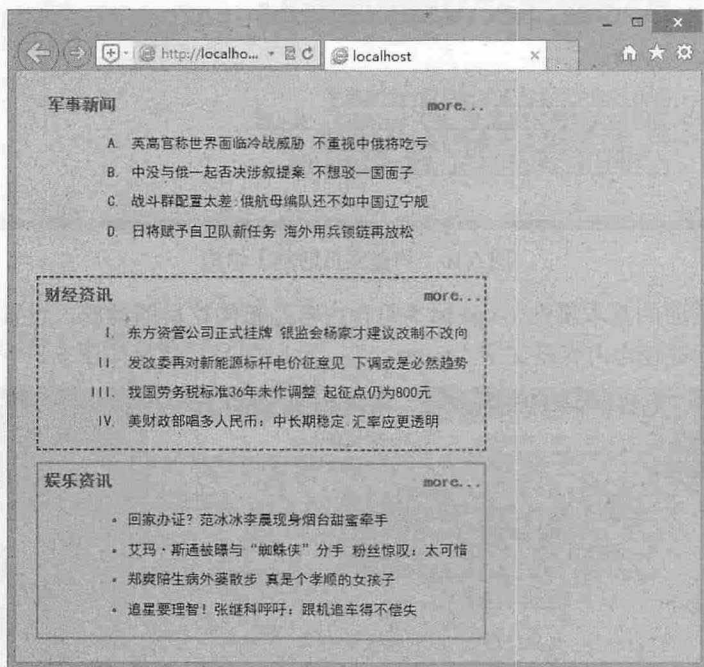 http://localho...
localhost
军事新闻 more...
A. 英高官称世界面临冷战威胁 不重视中俄将吃亏
B. 中没与俄一起否决涉叙提案 不想驳一国面子
C. 战斗群配置太差:俄航母编队还不如中国辽宁舰
D. 日将赋予自卫队新任务 海外用兵锁链再放松
财经资讯 more...
I. 东方资管公司正式挂牌 银监会杨家才建议改制不改向
II. 发改委再对新能源标杆电价征意见 下调或是必然趋势
III. 我国劳务税标准36年未作调整 起征点仍为800元
IV. 美财政部唱多人民币：中长期稳定 汇率应更透明
娱乐资讯 more...
• 回家办证？范冰冰李晨现身烟台甜蜜牵手
• 艾玛·斯通被曝与“蜘蛛侠”分手 粉丝惊叹：太可惜
• 郑爽陪生病外婆散步 真是个孝顺的女孩子
• 追星要理智！张继科呼吁：跟机追车得不偿失